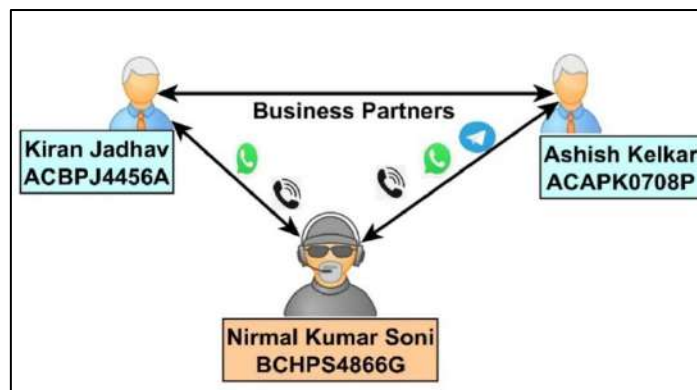 Business Partners
Kiran Jadhav
ACBPJ4456A
Ashish Kelkar
ACAPK0708P
Nirmal Kumar Soni
BCHPS4866G